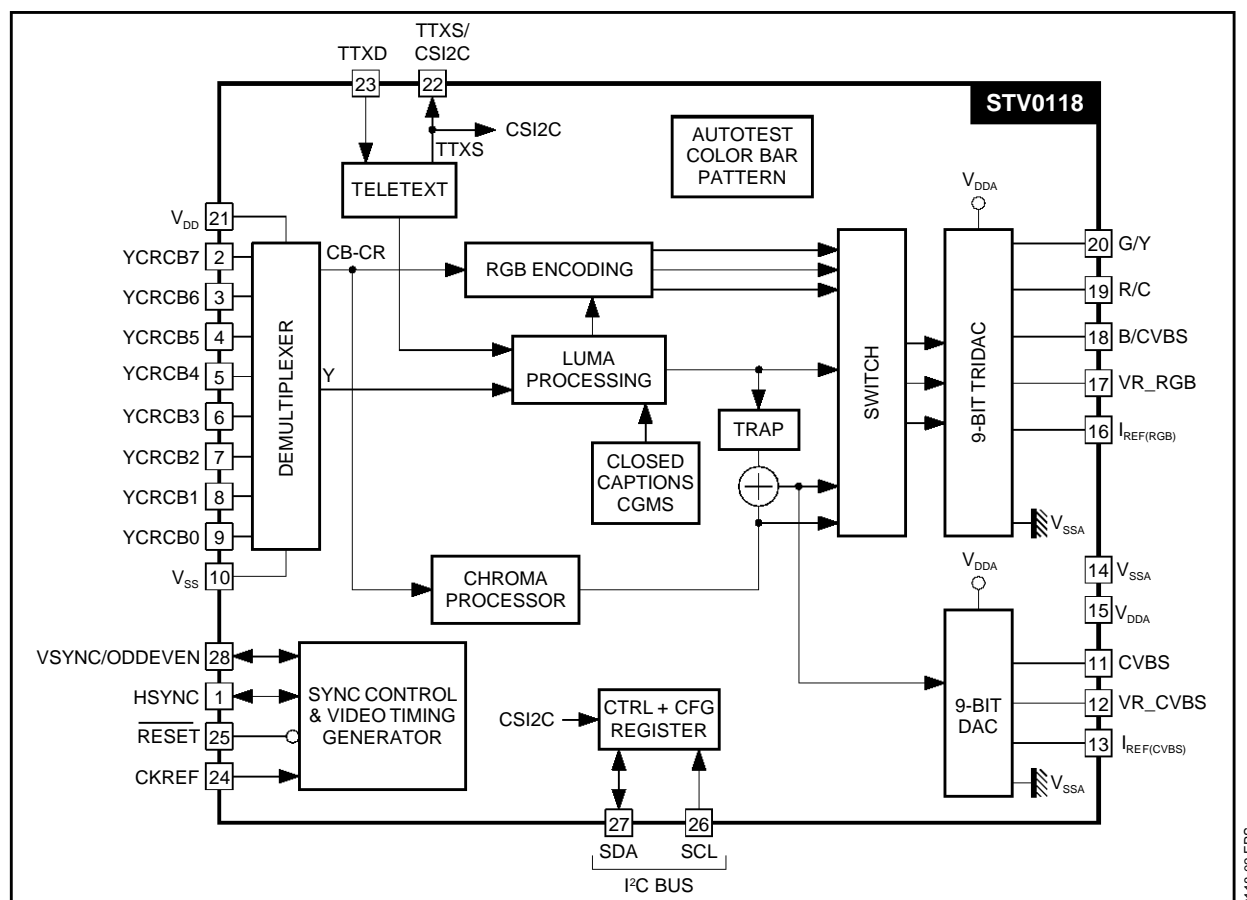 TTXS/
CSI2C
TTXD
23
22
STV0118
CSI2C
TTXS
TELETEXT
AUTOTEST
COLOR BAR
PATTERN
VDD
21
YCRCB7
2
YCRCB6
3
YCRCB5
4
YCRCB4
5
YCRCB3
6
YCRCB2
7
YCRCB1
8
YCRCB0
9
VSS
10
DEMULTIPLEXER
CB-CR
Y
RGB ENCODING
LUMA
PROCESSING
TRAP
CLOSED
CAPTIONS
CGMS
CHROMA
PROCESSOR
SWITCH
VDDA
9-BIT TRIDAC
VSSA
20
G/Y
19
R/C
18
B/CVBS
17
VR_RGB
16
IREF(RGB)
14
VSSA
15
VDDA
11
CVBS
12
VR_CVBS
13
IREF(CVBS)
VDDA
9-BIT
DAC
VSSA
VSYNC/ODDEVEN
28
HSYNC
1
RESET
25
CKREF
24
SYNC CONTROL
& VIDEO TIMING
GENERATOR
CSI2C
CTRL + CFG
REGISTER
27
26
SDA
SCL
I²C BUS